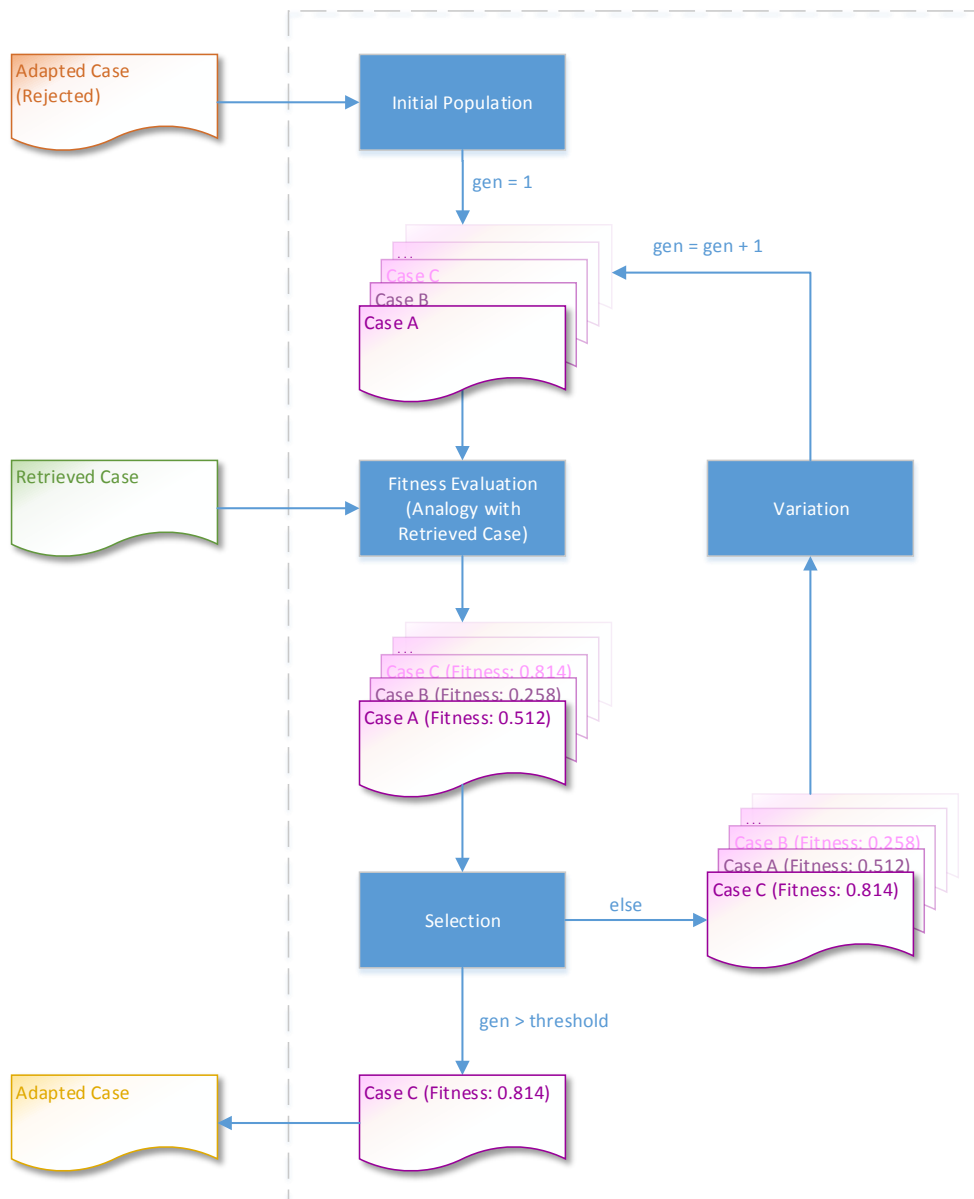 Adapted Case
(Rejected)
Initial Population
gen = 1
gen = gen + 1
...
Case C
Case B
Case A
Retrieved Case
Fitness Evaluation
(Analogy with
Retrieved Case)
Variation
...
Case C (Fitness: 0.814)
Case B (Fitness: 0.258)
Case A (Fitness: 0.512)
...
Case B (Fitness: 0.258)
Case A (Fitness: 0.512)
Case C (Fitness: 0.814)
Selection
else
gen > threshold
Adapted Case
Case C (Fitness: 0.814)